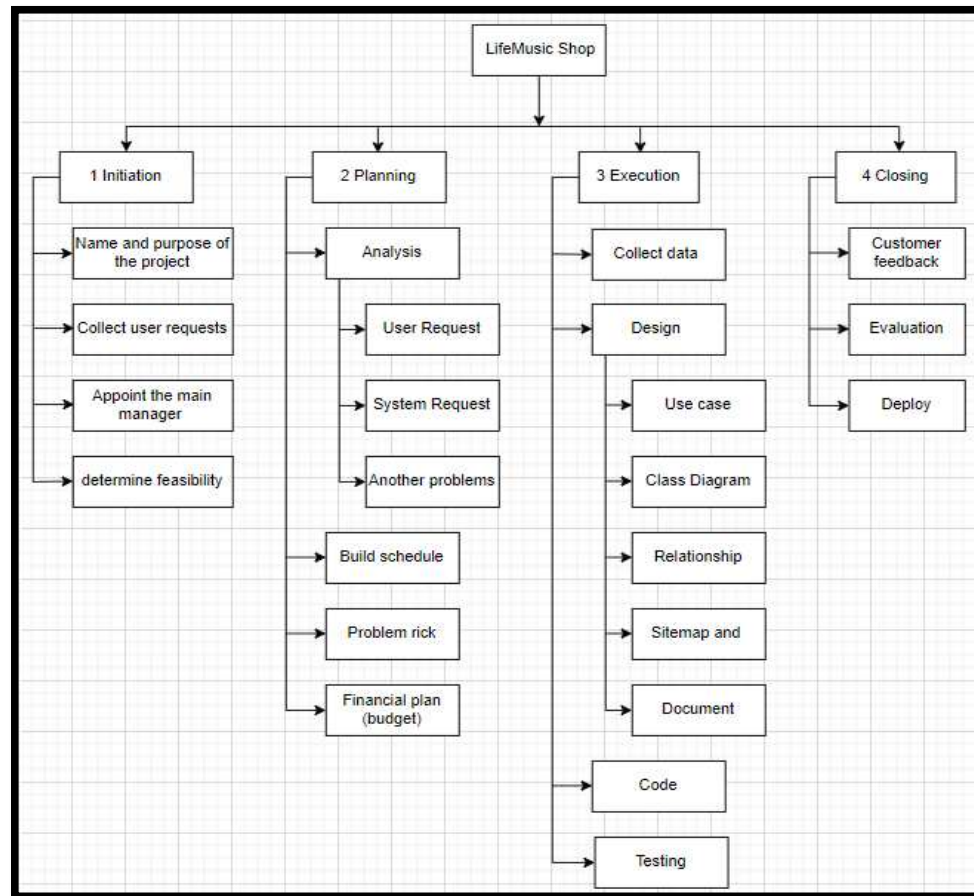 LifeMusic Shop
1 Initiation
Name and purpose of
the project
Collect user requests
Appoint the main
manager
determine feasibility
2 Planning
Analysis
User Request
System Request
Another problems
Build schedule
Problem rick
Financial plan
(budget)
3 Execution
Collect data
Design
Use case
Class Diagram
Relationship
Sitemap and
Document
Code
Testing
4 Closing
Customer
feedback
Evaluation
Deploy